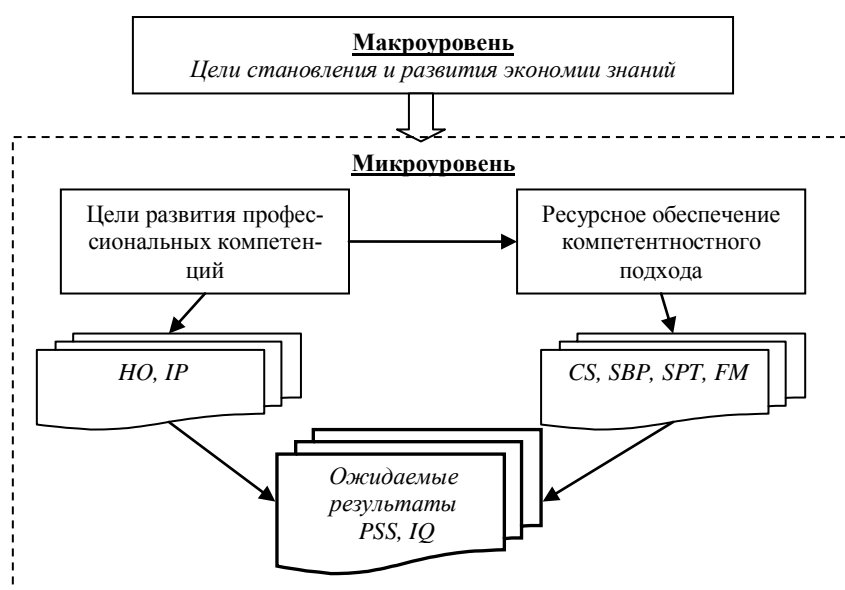 Макроуровень
Цели становления и развития экономии знаний
Микроуровень
Цели развития профес-
сиональных компетен-
ций
Ресурсное обеспечение
компетентностного
подхода
HO, IP
CS, SBP, SPT, FM
Ожидаемые
результаты
PSS, IQ